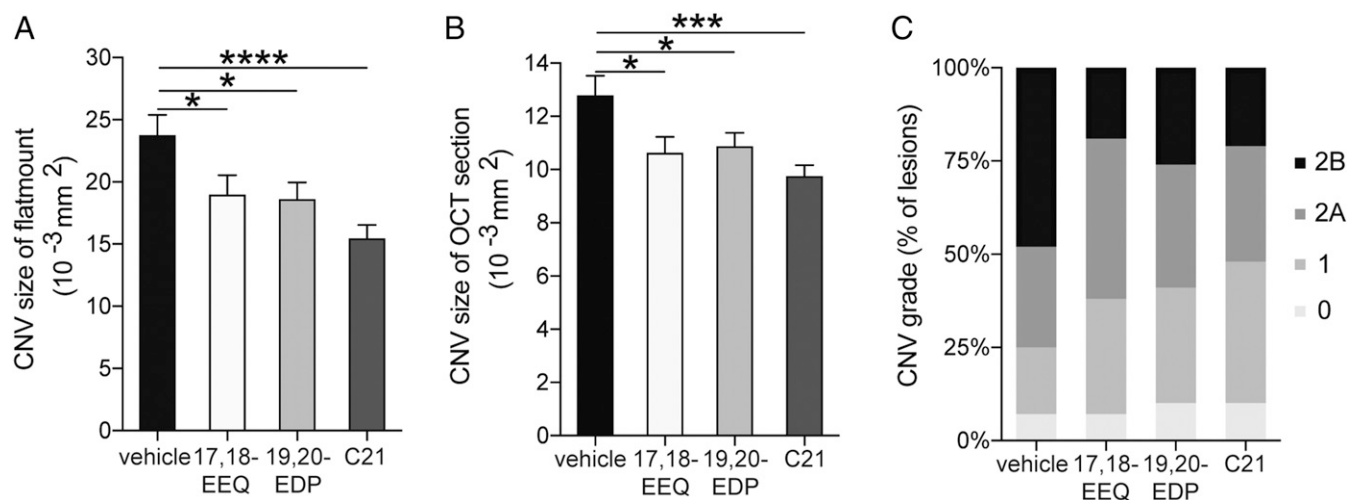 A
CNV size of flatmount
(10 -3 mm 2)
30
25
20
15
10
5
0
****
*
*
vehicle
17,18-
EEQ
19,20-
EDP
C21
B
CNV size of OCT section
(10 -3 mm 2)
14
12
10
8
6
4
2
0
***
*
*
vehicle
17,18-
EEQ
19,20-
EDP
C21
C
CNV grade (% of lesions)
100%
75%
50%
25%
0%
vehicle
17,18-
EEQ
19,20-
EDP
C21
2B
2A
1
0